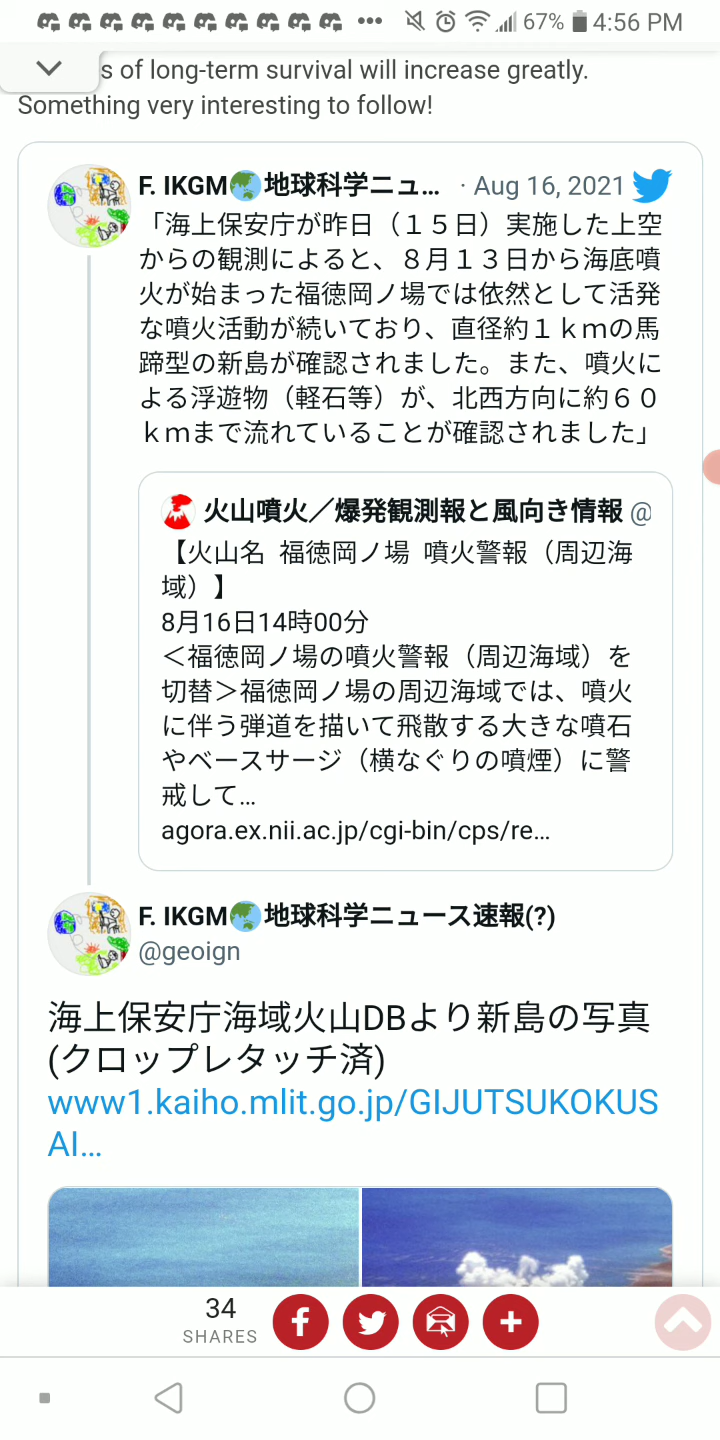 67% 4:56 PM
s of long-term survival will increase greatly.
Something very interesting to follow!
F. IKGM🌏地球科学ニュ... · Aug 16, 2021
「海上保安庁が昨日（１５日）実施した上空
からの観測によると、８月１３日から海底噴
火が始まった福徳岡ノ場では依然として活発
な噴火活動が続いており、直径約１ｋｍの馬
蹄型の新島が確認されました。また、噴火に
よる浮遊物（軽石等）が、北西方向に約６０
ｋｍまで流れていることが確認されました」
火山噴火／爆発観測報と風向き情報 @
【火山名 福徳岡ノ場 噴火警報（周辺海
域）】
8月16日14時00分
＜福徳岡ノ場の噴火警報（周辺海域）を
切替＞福徳岡ノ場の周辺海域では、噴火
に伴う弾道を描いて飛散する大きな噴石
やベースサージ（横なぐりの噴煙）に警
戒して...
agora.ex.nii.ac.jp/cgi-bin/cps/re...
F. IKGM🌏地球科学ニュース速報(?)
@geoign
海上保安庁海域火山DBより新島の写真
(クロップレタッチ済)
www1.kaiho.mlit.go.jp/GIJUTSUKOKUS
AI...
34
SHARES